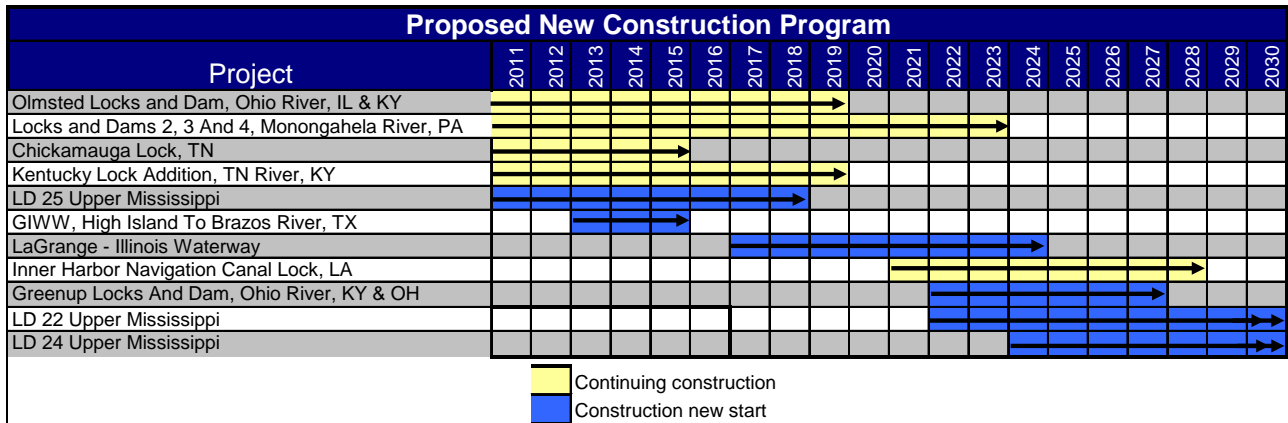 Proposed New Construction Program
Project 2011 2012 2013 2014 2015 2016 2017 2018 2019 2020 2021 2022 2023 2024 2025 2026 2027 2028 2029 2030
Olmsted Locks and Dam, Ohio River, IL & KY
Locks and Dams 2, 3 And 4, Monongahela River, PA
Chickamauga Lock, TN
Kentucky Lock Addition, TN River, KY
LD 25 Upper Mississippi
GIWW, High Island To Brazos River, TX
LaGrange - Illinois Waterway
Inner Harbor Navigation Canal Lock, LA
Greenup Locks And Dam, Ohio River, KY & OH
LD 22 Upper Mississippi
LD 24 Upper Mississippi
Continuing construction
Construction new start